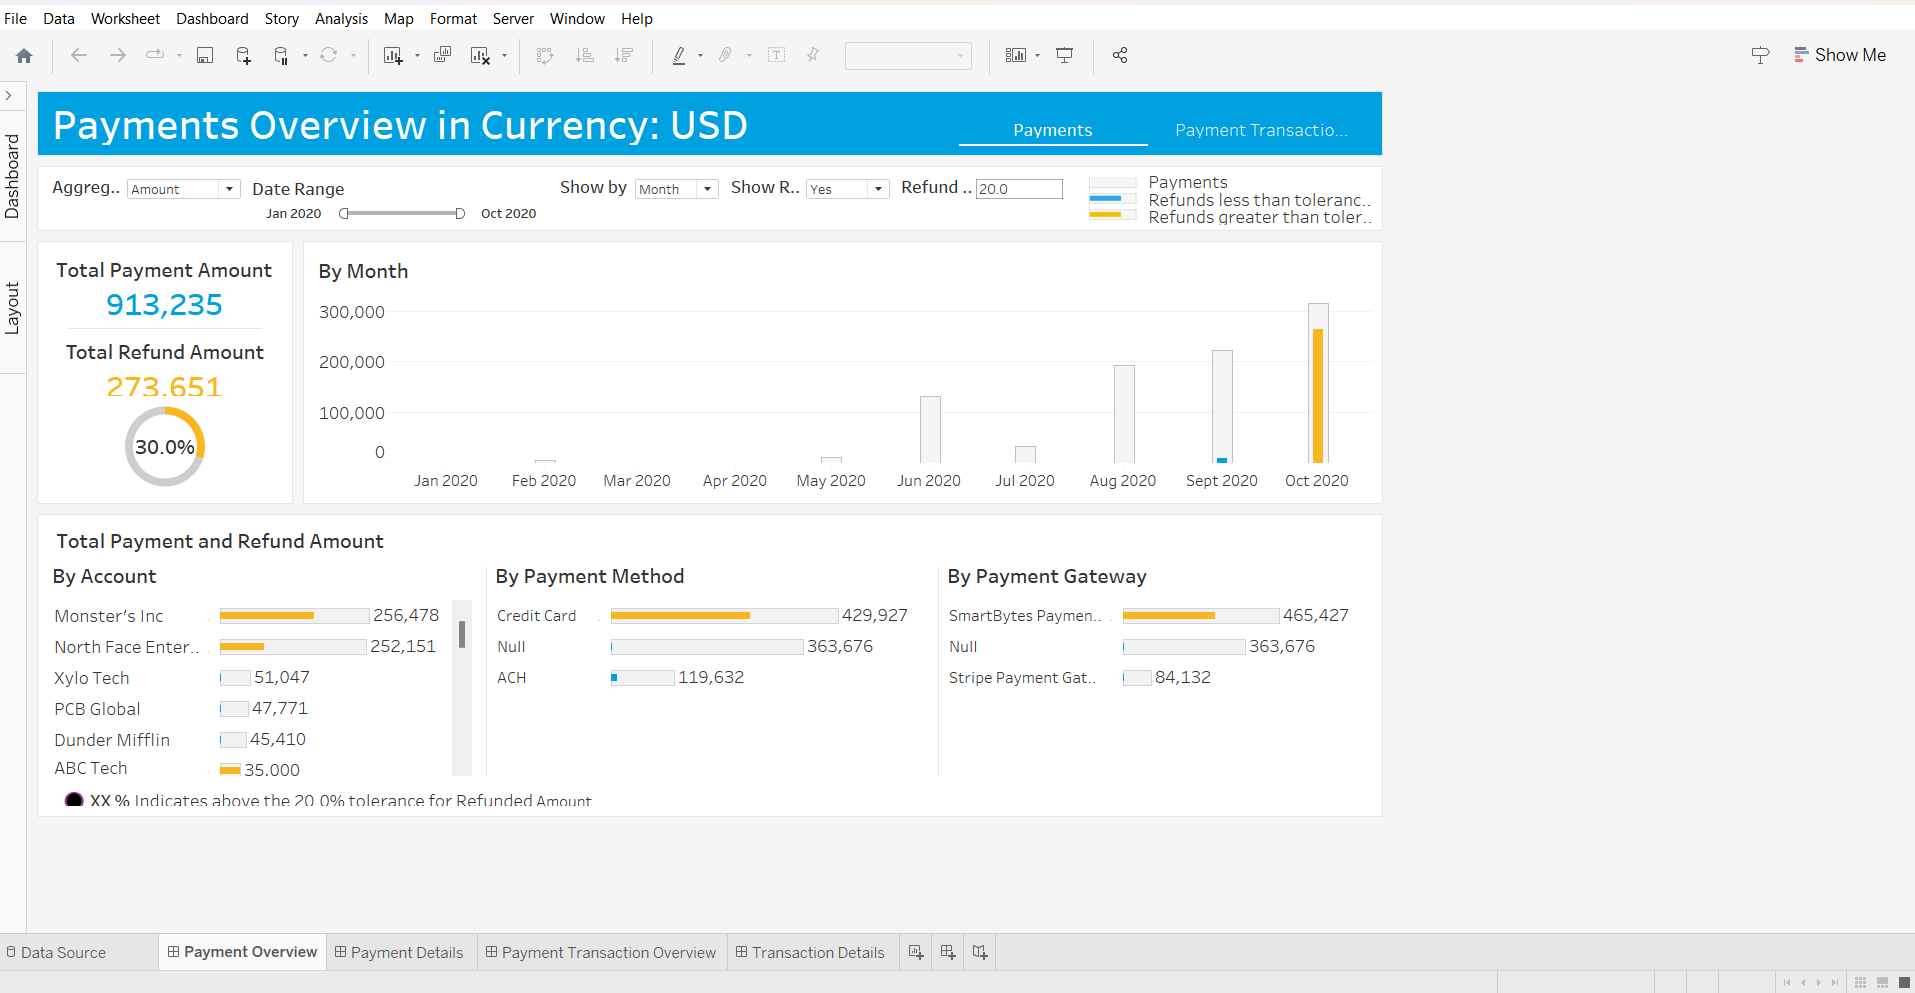 File Data Worksheet Dashboard Story Analysis Map Format Server Window Help
Show Me
Dashboard
Layout
Payments Overview in Currency: USD
Payments
Payment Transactio...
Aggreg.. Amount
Date Range
Jan 2020 Oct 2020
Show by Month
Show R.. Yes
Refund .. 20.0
Payments
Refunds less than toleranc..
Refunds greater than toler..
Total Payment Amount
913,235
Total Refund Amount
273,651
30.0%
By Month
300,000
200,000
100,000
0
Jan 2020 Feb 2020 Mar 2020 Apr 2020 May 2020 Jun 2020 Jul 2020 Aug 2020 Sept 2020 Oct 2020
Total Payment and Refund Amount
By Account
Monster's Inc 256,478
North Face Enter.. 252,151
Xylo Tech 51,047
PCB Global 47,771
Dunder Mifflin 45,410
ABC Tech 35,000
By Payment Method
Credit Card 429,927
Null 363,676
ACH 119,632
By Payment Gateway
SmartBytes Paymen.. 465,427
Null 363,676
Stripe Payment Gat.. 84,132
XX % Indicates above the 20.0% tolerance for Refunded Amount
Data Source Payment Overview Payment Details Payment Transaction Overview Transaction Details